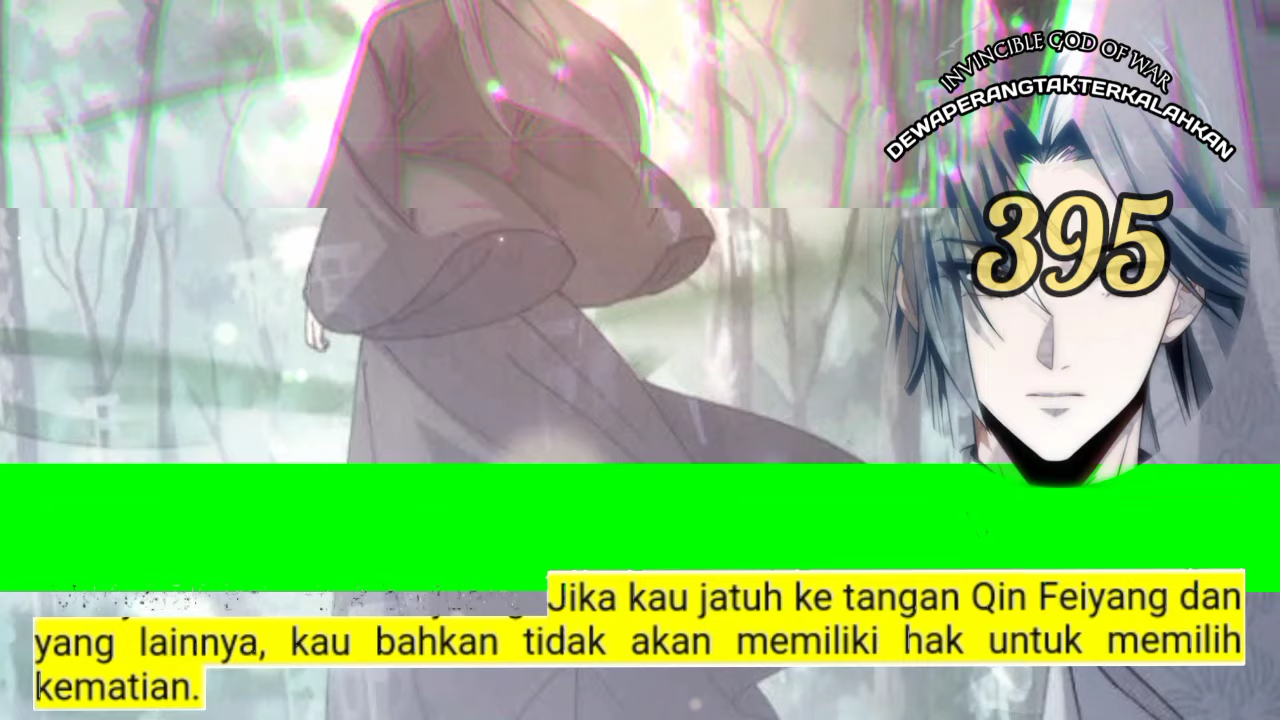 INVINCIBLE GOD OF WAR
DEWAPERANGTAKTERKALAHKAN
395
Jika kau jatuh ke tangan Qin Feiyang dan
yang lainnya, kau bahkan tidak akan memiliki hak untuk memilih
kematian.